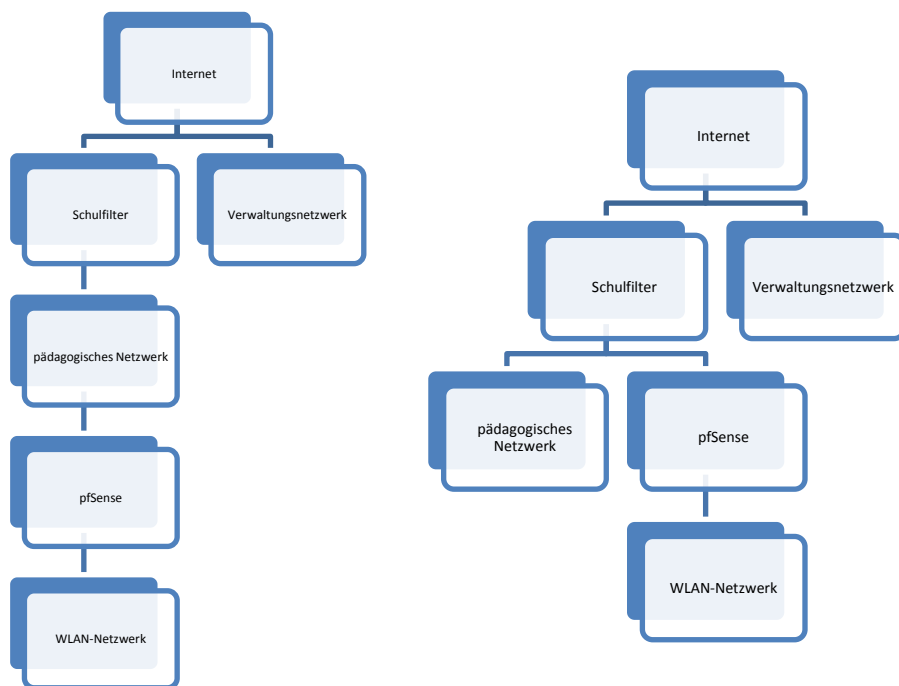 Internet
Schulfilter
Verwaltungsnetzwerk
pädagogisches Netzwerk
pfSense
WLAN-Netzwerk
Internet
Schulfilter
Verwaltungsnetzwerk
pädagogisches
Netzwerk
pfSense
WLAN-Netzwerk